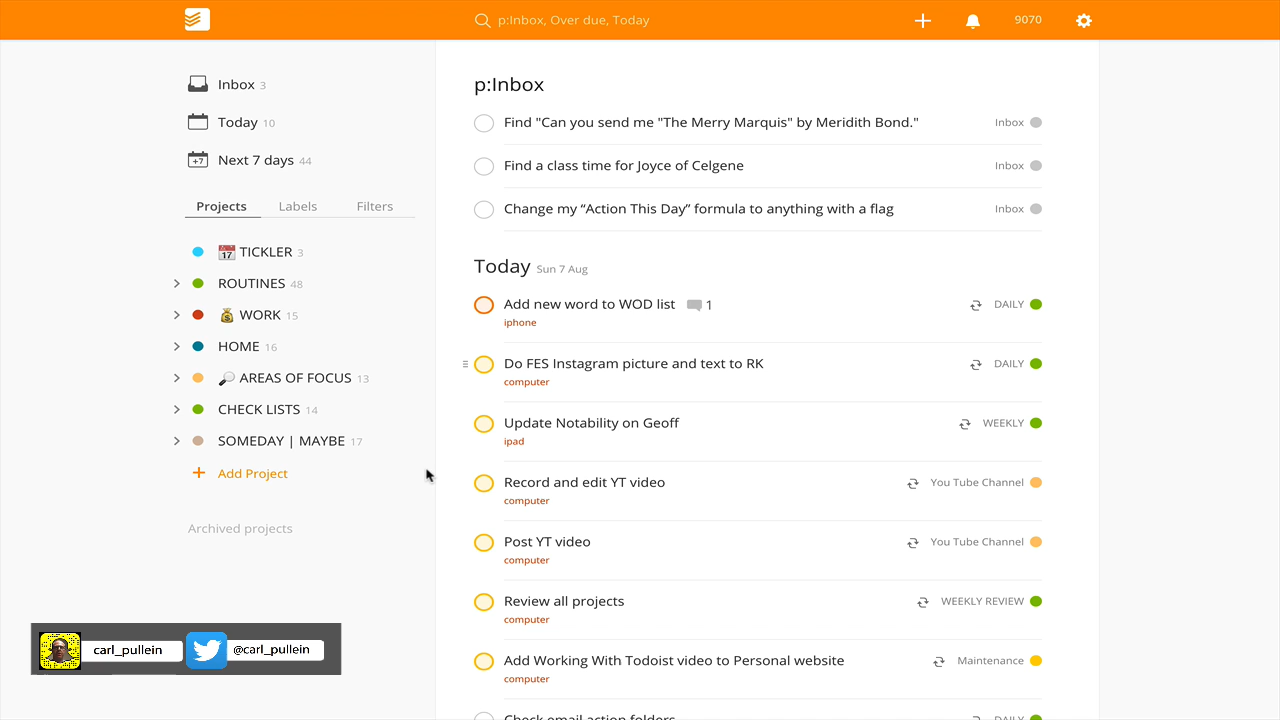 p:Inbox, Over due, Today
9070
Inbox 3
Today 10
+7 Next 7 days 44
Projects Labels Filters
17 TICKLER 3
ROUTINES 48
WORK 15
HOME 16
AREAS OF FOCUS 13
CHECK LISTS 14
SOMEDAY | MAYBE 17
+ Add Project
Archived projects
carl_pullein @carl_pullein
p:Inbox
Find "Can you send me "The Merry Marquis" by Meridith Bond." Inbox
Find a class time for Joyce of Celgene Inbox
Change my “Action This Day” formula to anything with a flag Inbox
Today Sun 7 Aug
Add new word to WOD list 1 DAILY
iphone
Do FES Instagram picture and text to RK DAILY
computer
Update Notability on Geoff WEEKLY
ipad
Record and edit YT video You Tube Channel
computer
Post YT video You Tube Channel
computer
Review all projects WEEKLY REVIEW
computer
Add Working With Todoist video to Personal website Maintenance
computer
Check email action folders DAILY